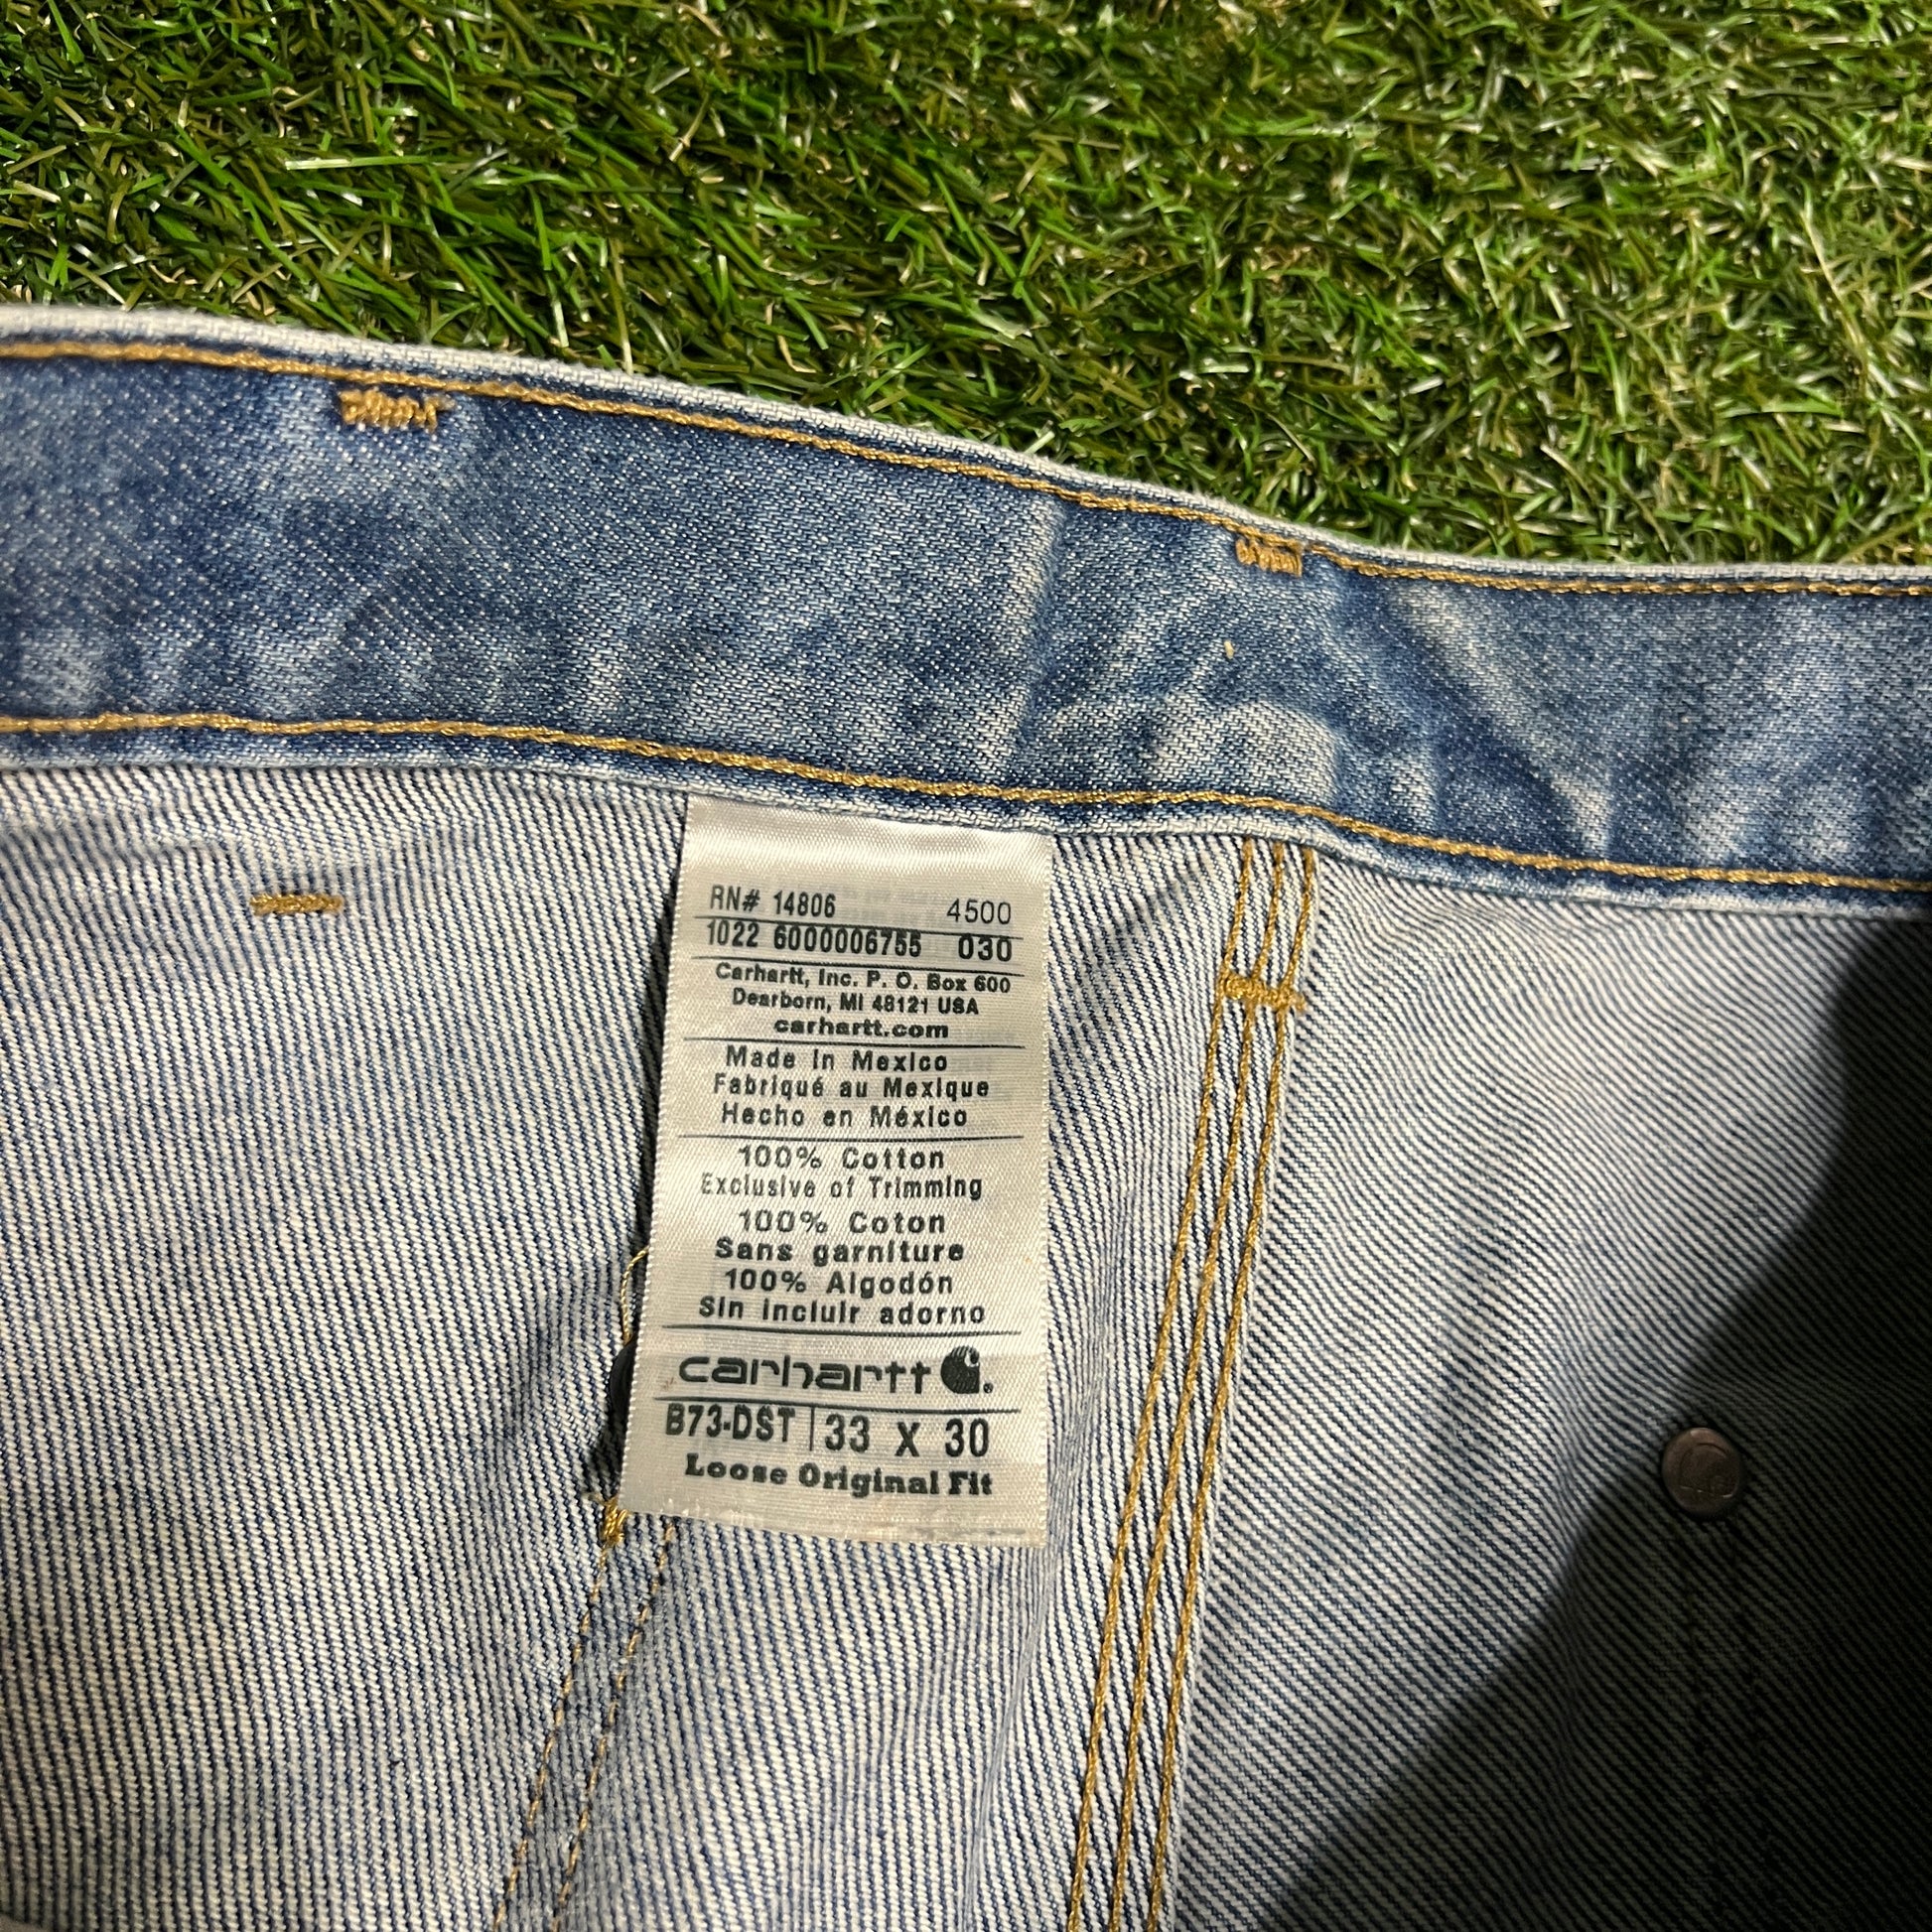 RN# 14806 4500
1022 6000006755 030
Carhartt, Inc. P. O. Box 600
Dearborn, MI 48121 USA
carhartt.com
Made in Mexico
Fabriqué au Mexique
Hecho en México
100% Cotton
Exclusive of Trimming
100% Coton
Sans garniture
100% Algodón
Sin incluir adorno
carhartt
B73-DST 33 X 30
Loose Original Fit